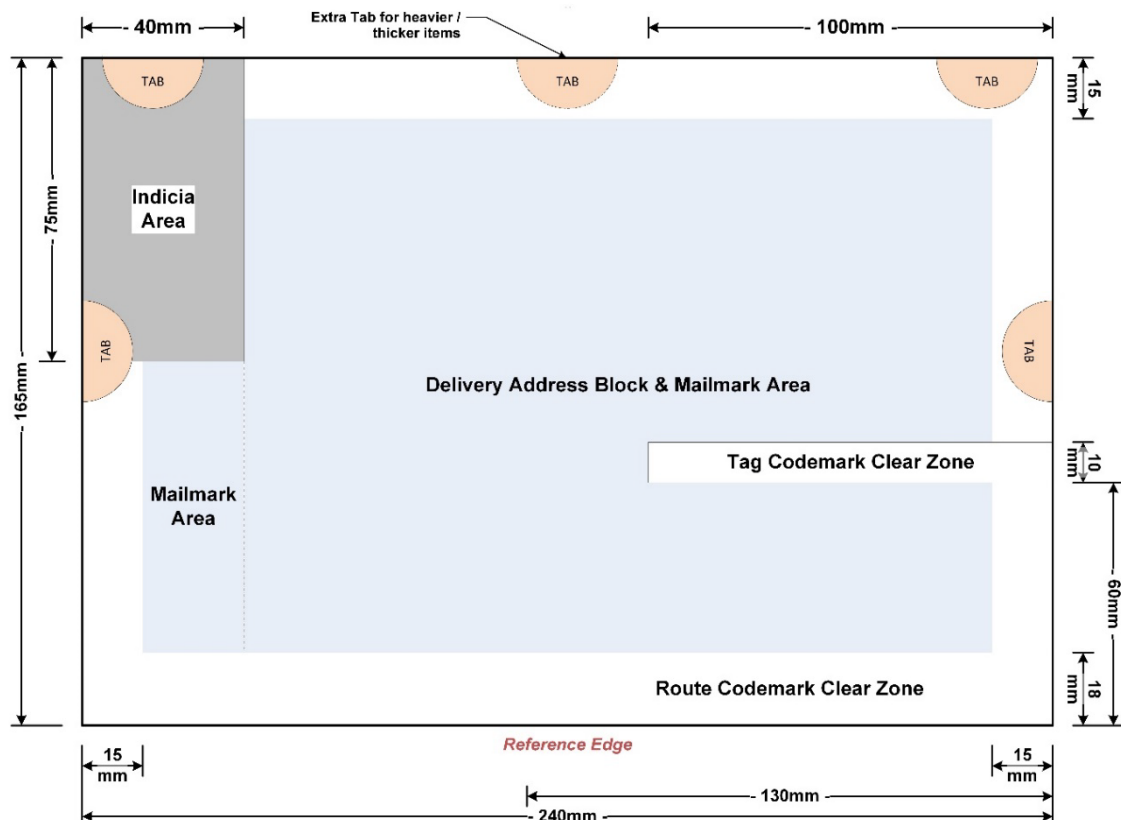 - 40mm -
Extra Tab for heavier /
thicker items
- 100mm -
TAB
TAB
TAB
15
mm
- 75mm -
Indicia
Area
- 165mm -
TAB
TAB
Delivery Address Block & Mailmark Area
Tag Codemark Clear Zone
10
mm
Mailmark
Area
- 60mm -
Route Codemark Clear Zone
18
mm
Reference Edge
15
mm
15
mm
- 130mm -
- 240mm -